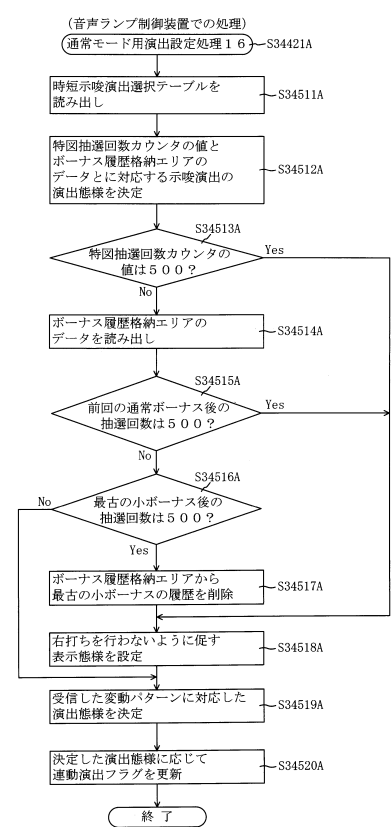 (音声ランプ制御装置での処理)
通常モード用演出設定処理16
S34421A
時短示唆演出選択テーブルを
読み出し
S34511A
特図抽選回数カウンタの値と
ボーナス履歴格納エリアの
データとに対応する示唆演出の
演出態様を決定
S34512A
S34513A
特図抽選回数カウンタの
値は500?
Yes
No
ボーナス履歴格納エリアの
データを読み出し
S34514A
S34515A
前回の通常ボーナス後の
抽選回数は500?
Yes
No
S34516A
最古の小ボーナス後の
抽選回数は500?
No
Yes
ボーナス履歴格納エリアから
最古の小ボーナスの履歴を削除
S34517A
右打ちを行わないように促す
表示態様を設定
S34518A
受信した変動パターンに対応した
演出態様を決定
S34519A
決定した演出態様に応じて
連動演出フラグを更新
S34520A
終了